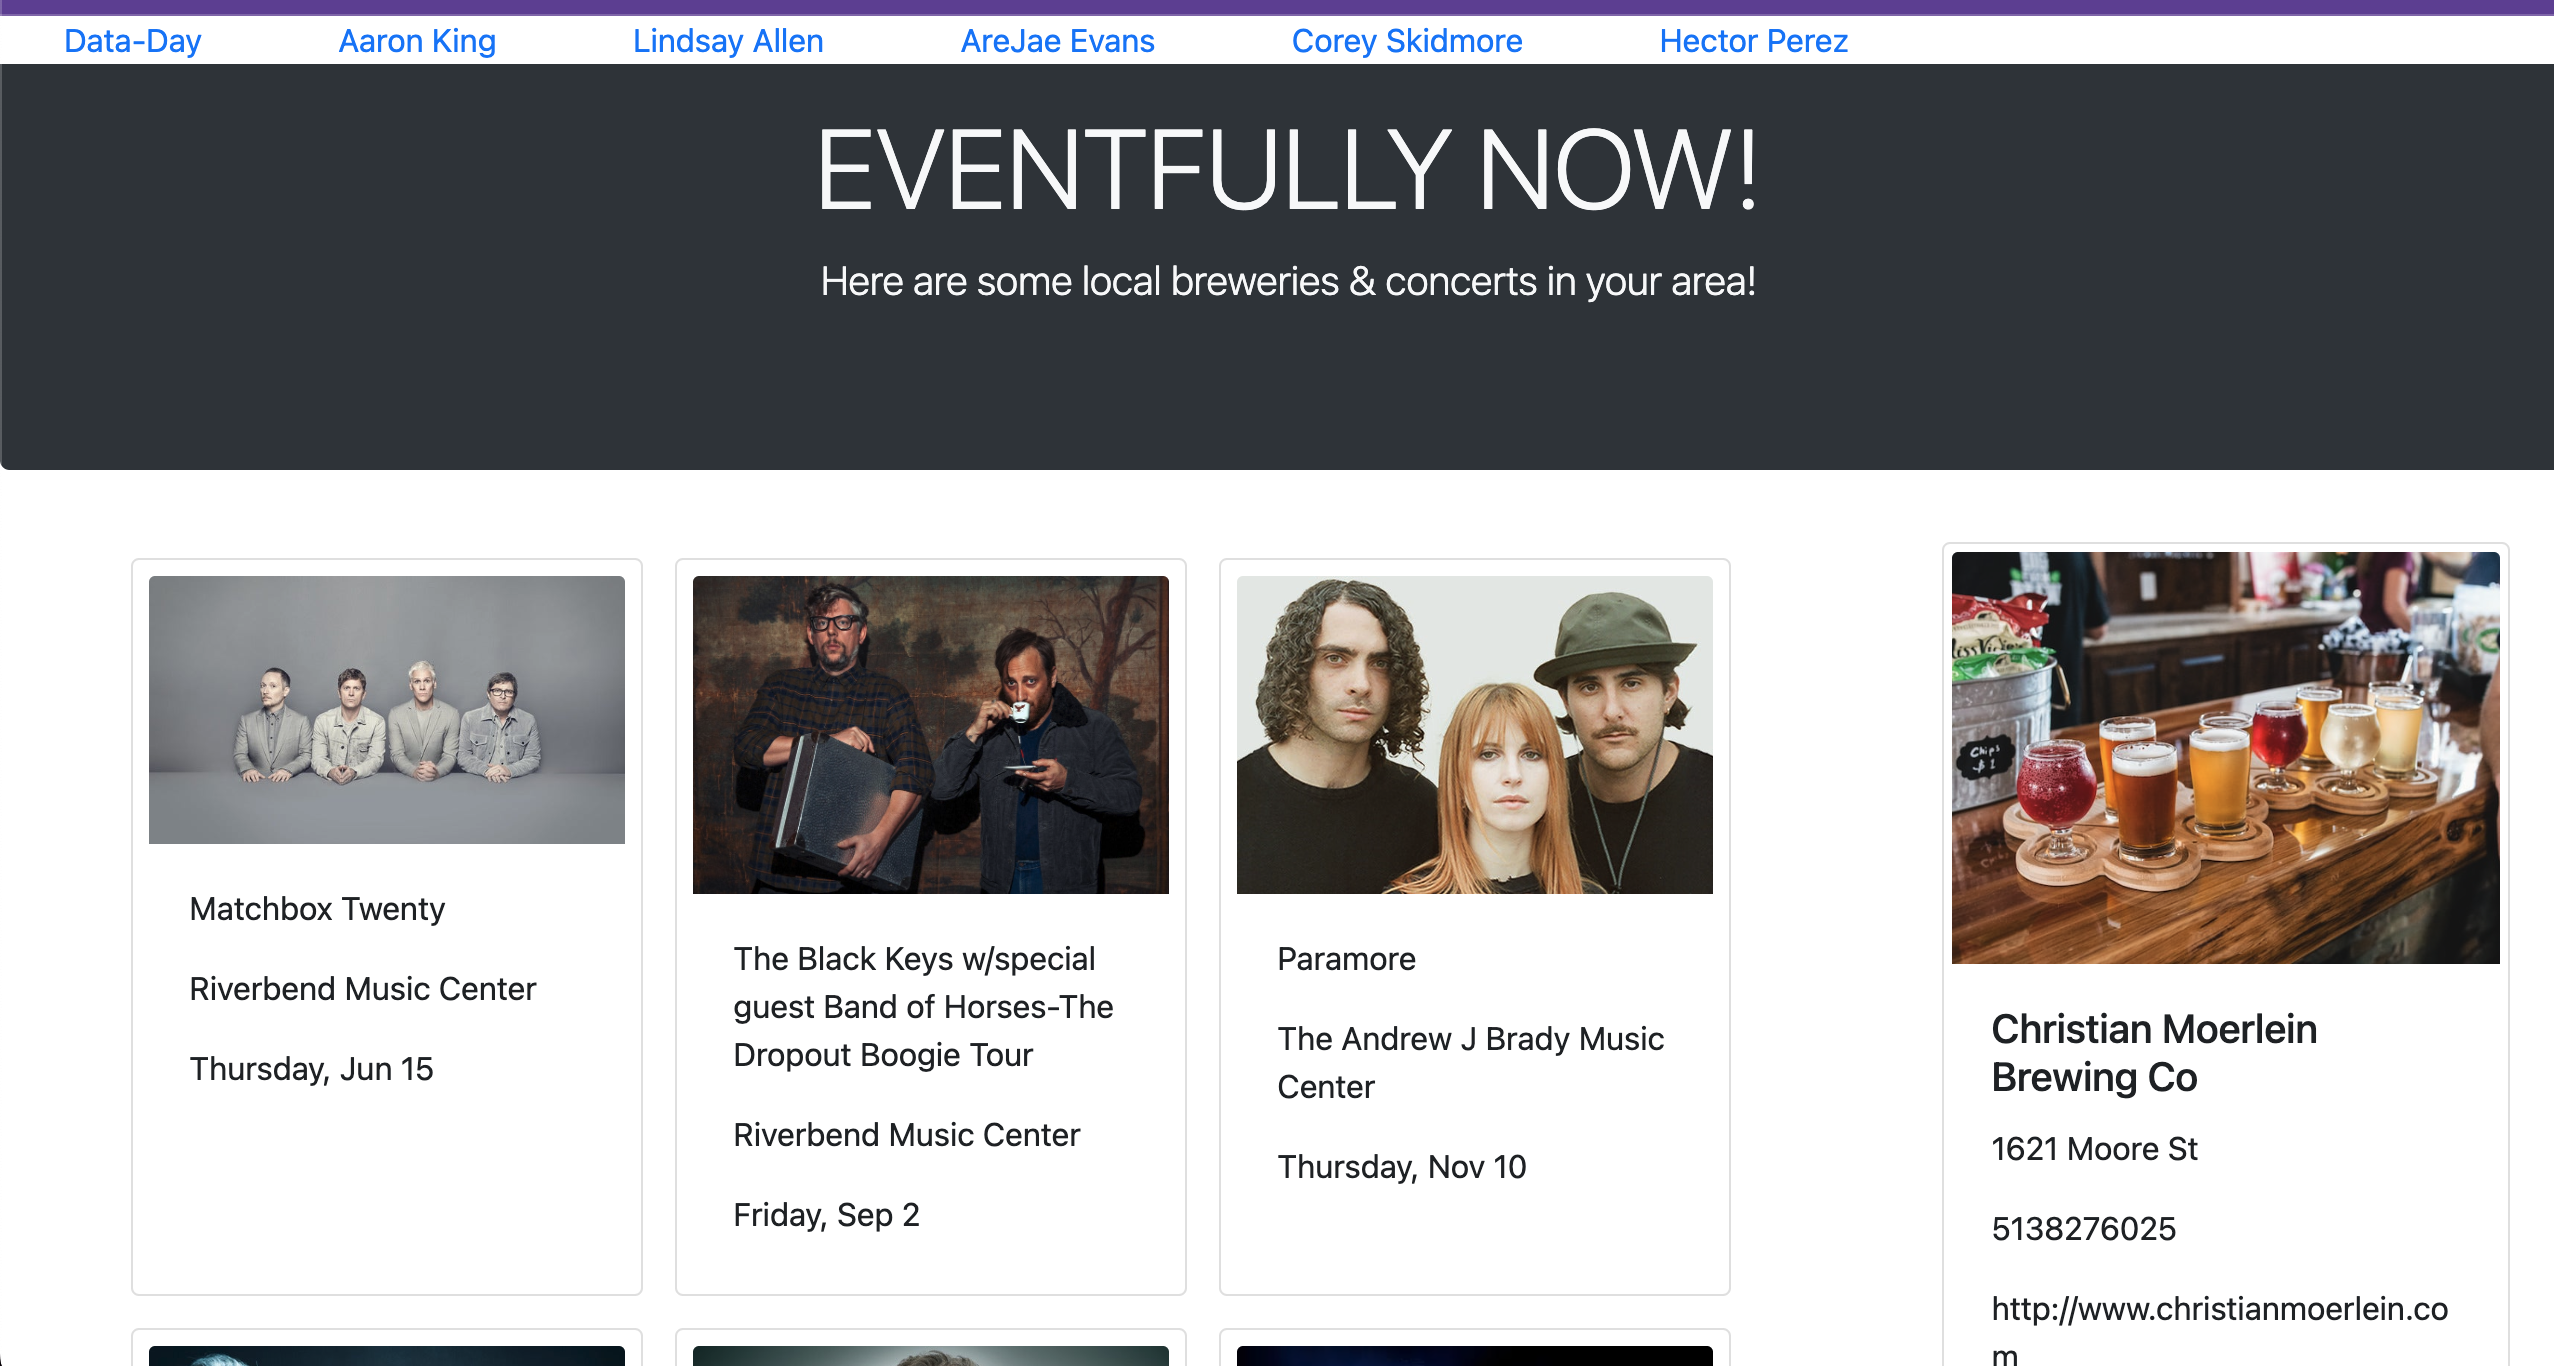 Data-Day Aaron King Lindsay Allen AreJae Evans Corey Skidmore Hector Perez
EVENTFULLY NOW!
Here are some local breweries & concerts in your area!
Matchbox Twenty
Riverbend Music Center
Thursday, Jun 15
The Black Keys w/special
guest Band of Horses-The
Dropout Boogie Tour
Riverbend Music Center
Friday, Sep 2
Paramore
The Andrew J Brady Music
Center
Thursday, Nov 10
Chips
$1
Christian Moerlein
Brewing Co
1621 Moore St
5138276025
http://www.christianmoerlein.co
m